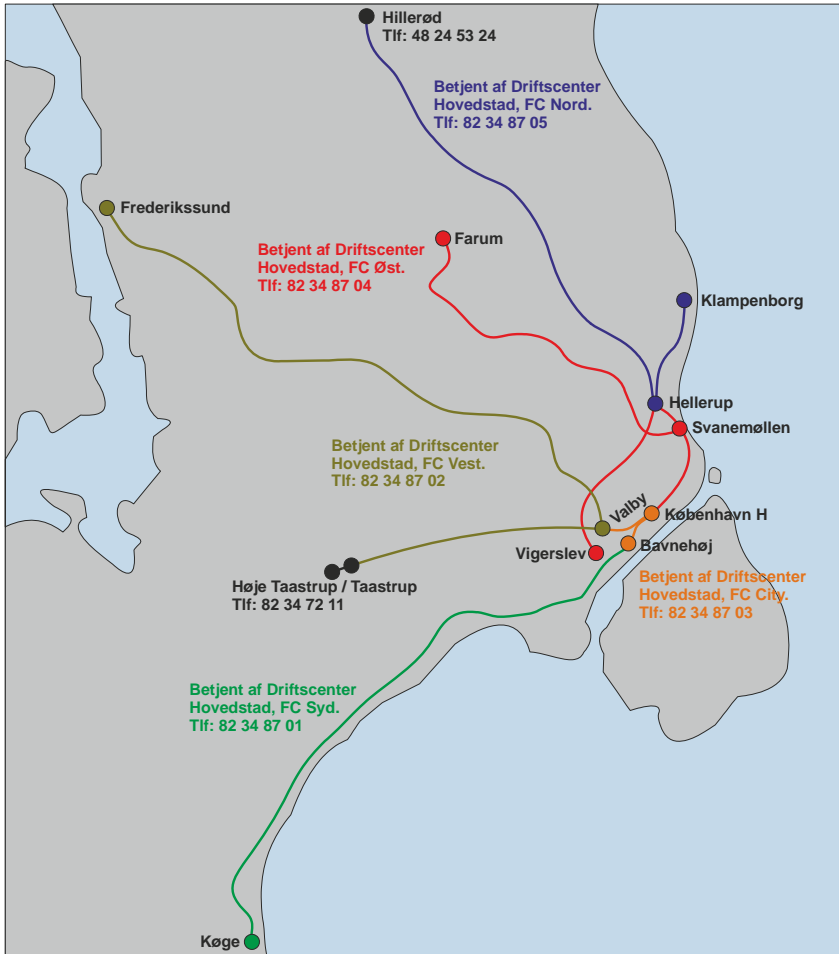 Hillerød
Tlf: 48 24 53 24
Betjent af Driftscenter
Hovedstad, FC Nord.
Tlf: 82 34 87 05
Frederikssund
Farum
Betjent af Driftscenter
Hovedstad, FC Øst.
Tlf: 82 34 87 04
Klampenborg
Hellerup
Svanemøllen
Betjent af Driftscenter
Hovedstad, FC Vest.
Tlf: 82 34 87 02
Valby
København H
Bavnehøj
Vigerslev
Betjent af Driftscenter
Hovedstad, FC City.
Tlf: 82 34 87 03
Høje Taastrup / Taastrup
Tlf: 82 34 72 11
Betjent af Driftscenter
Hovedstad, FC Syd.
Tlf: 82 34 87 01
Køge